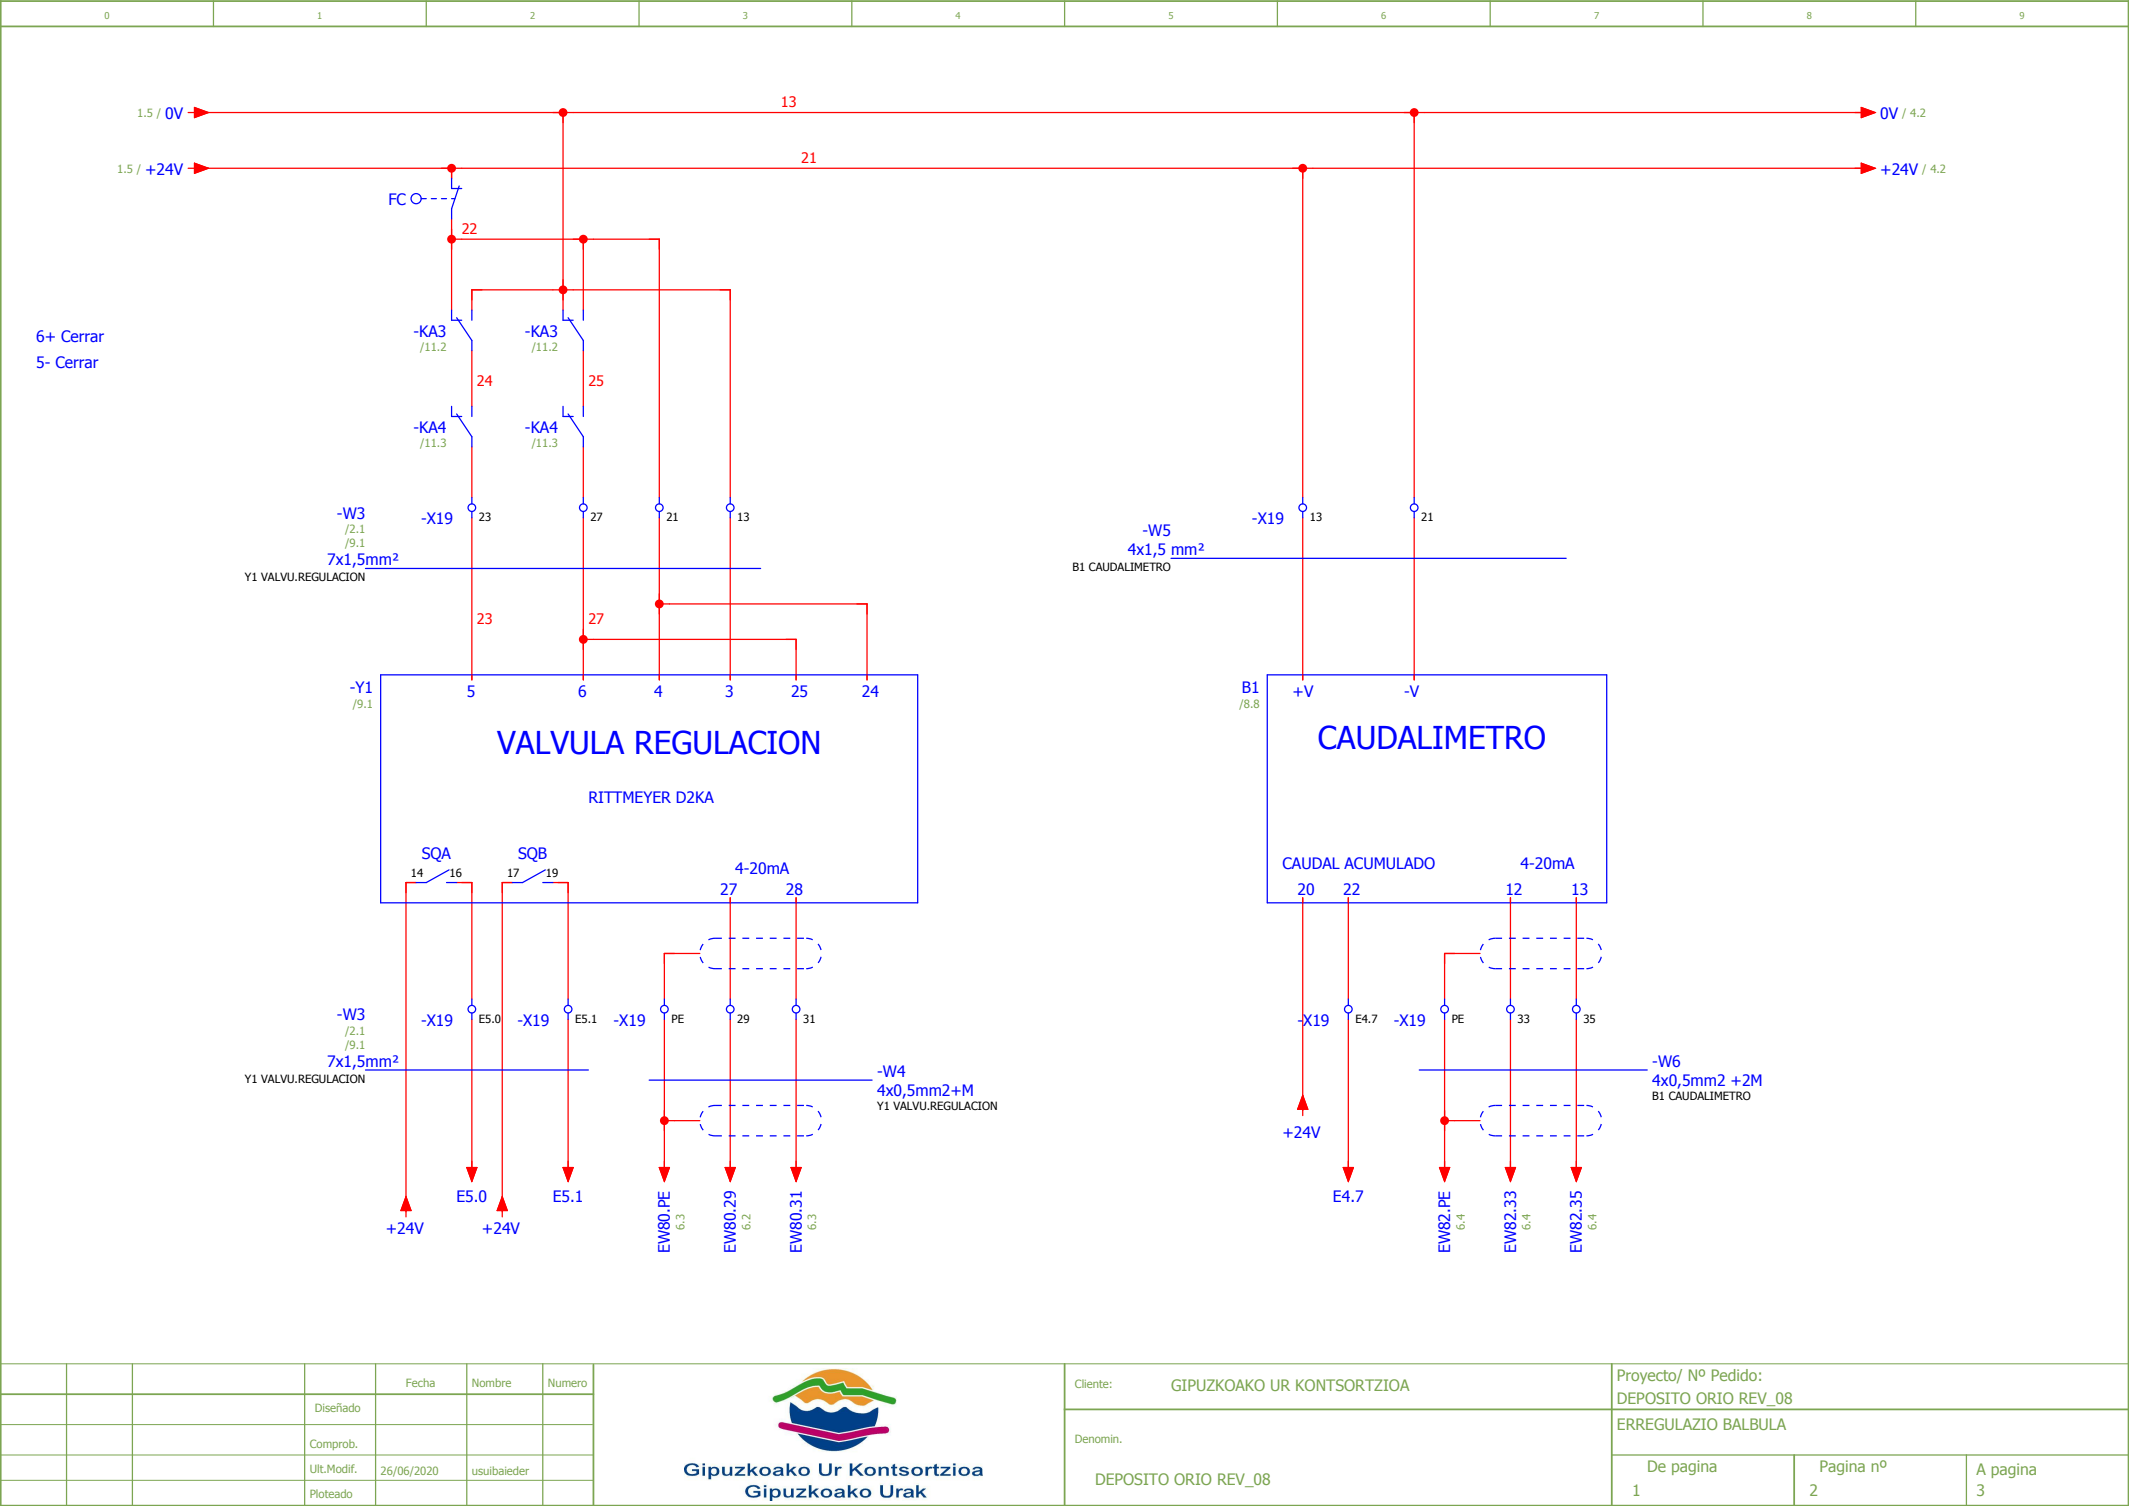 0 1 2 3 4 5 6 7 8 9
13
1.5 / 0V
0V / 4.2
21
1.5 / +24V
+24V / 4.2
FC
22
6+ Cerrar
5- Cerrar
-KA3
/11.2
-KA3
/11.2
24
25
-KA4
/11.3
-KA4
/11.3
-W3
/2.1
/9.1
7x1,5mm²
Y1 VALVU.REGULACION
-X19
23
27
21
13
-W5
4x1,5 mm²
B1 CAUDALIMETRO
-X19
13
21
23
27
-Y1
/9.1
5 6 4 3 25 24
VALVULA REGULACION
RITTMEYER D2KA
SQA
14 16
SQB
17 19
4-20mA
27 28
B1
/8.8
+V -V
CAUDALIMETRO
CAUDAL ACUMULADO
20 22
4-20mA
12 13
-W3
/2.1
/9.1
7x1,5mm²
Y1 VALVU.REGULACION
-X19
E5.0
-X19
E5.1
-X19
PE
29
31
-W4
4x0,5mm2+M
Y1 VALVU.REGULACION
-X19
E4.7
-X19
PE
33
35
-W6
4x0,5mm2 +2M
B1 CAUDALIMETRO
+24V
E5.0
+24V
E5.1
EW80.PE
6.3
EW80.29
6.2
EW80.31
6.3
+24V
E4.7
EW82.PE
6.4
EW82.33
6.4
EW82.35
6.4
Fecha Nombre Numero
Diseñado
Comprob.
Ult.Modif. 26/06/2020 usuibaieder
Ploteado
Gipuzkoako Ur Kontsortzioa
Gipuzkoako Urak
Cliente: GIPUZKOAKO UR KONTSORTZIOA
Denomin.
DEPOSITO ORIO REV_08
Proyecto/ Nº Pedido:
DEPOSITO ORIO REV_08
ERREGULAZIO BALBULA
De pagina
1
Pagina nº
2
A pagina
3